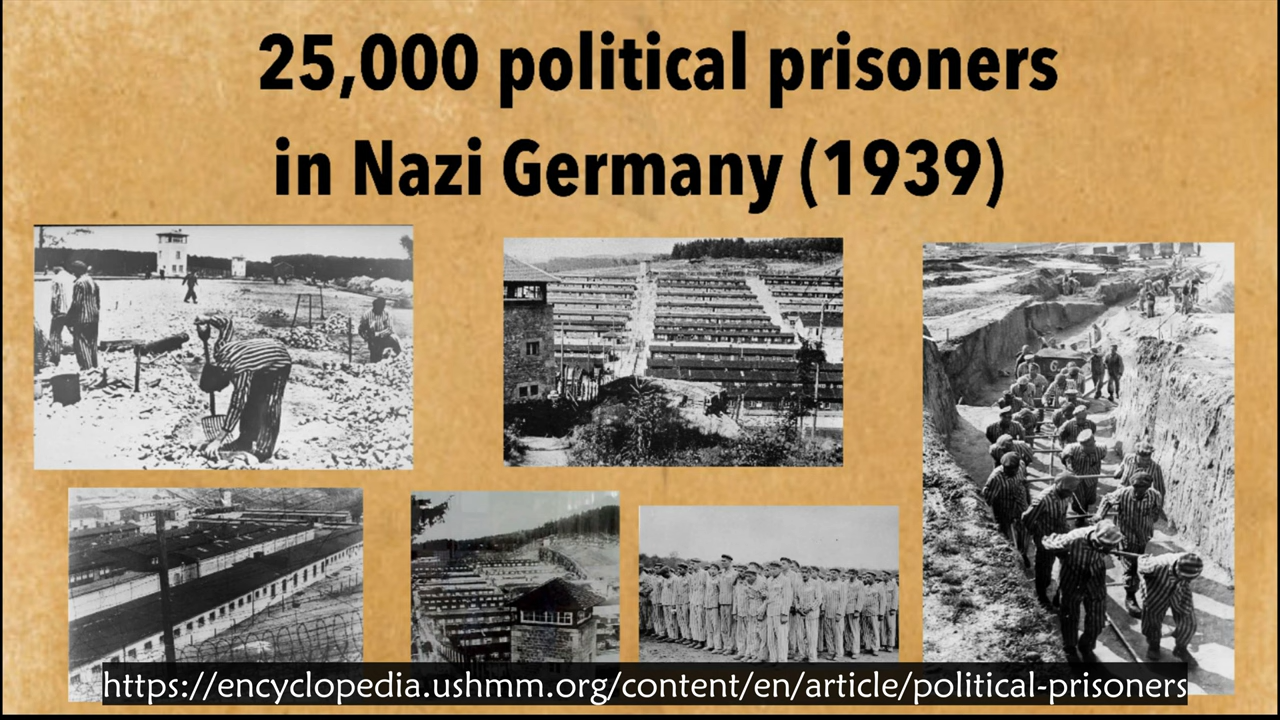 25,000 political prisoners
in Nazi Germany (1939)
https://encyclopedia.ushmm.org/content/en/article/political-prisoners